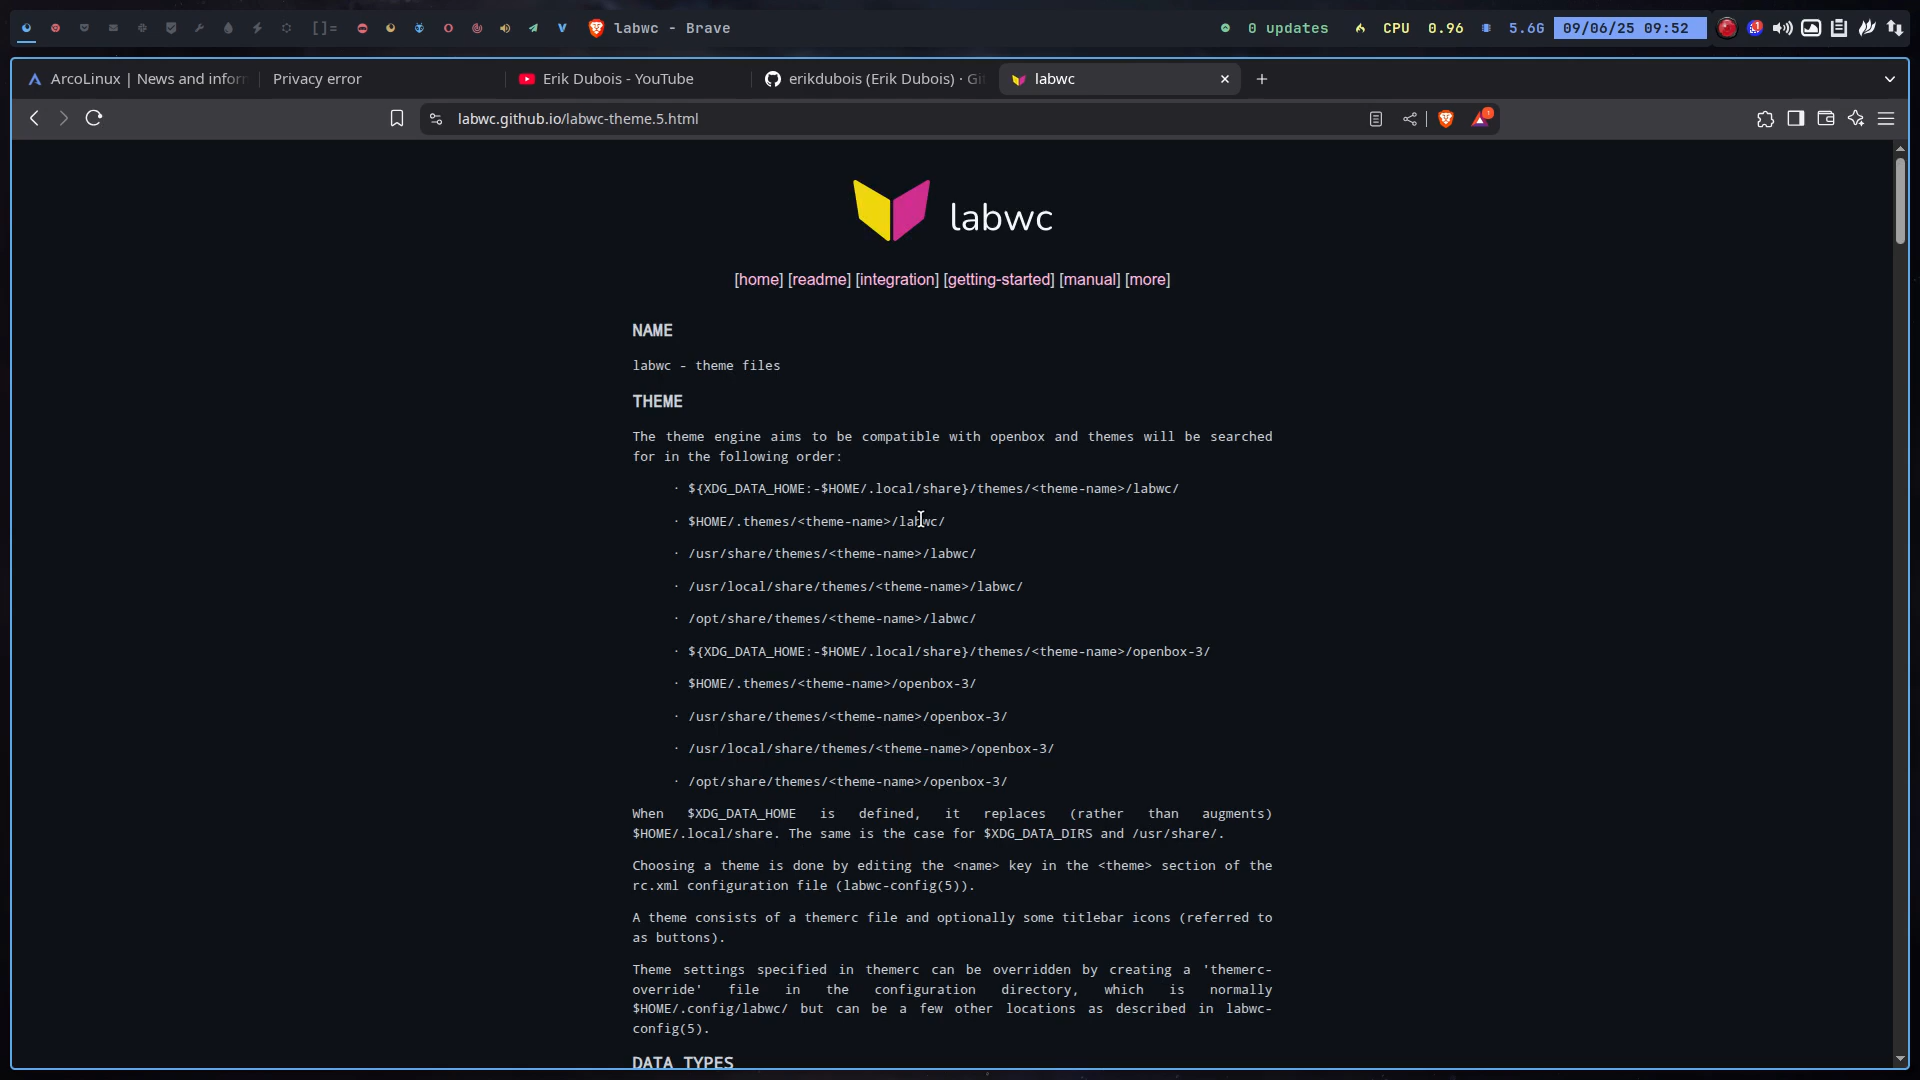 []= labwc - Brave 0 updates CPU 0.96 5.6G 09/06/25 09:52
ArcoLinux | News and infor Privacy error Erik Dubois - YouTube erikdubois (Erik Dubois) · Gi labwc
labwc.github.io/labwc-theme.5.html
labwc
[home] [readme] [integration] [getting-started] [manual] [more]
NAME
labwc - theme files
THEME
The theme engine aims to be compatible with openbox and themes will be searched
for in the following order:
· ${XDG_DATA_HOME:-$HOME/.local/share}/themes/<theme-name>/labwc/
· $HOME/.themes/<theme-name>/labwc/
· /usr/share/themes/<theme-name>/labwc/
· /usr/local/share/themes/<theme-name>/labwc/
· /opt/share/themes/<theme-name>/labwc/
· ${XDG_DATA_HOME:-$HOME/.local/share}/themes/<theme-name>/openbox-3/
· $HOME/.themes/<theme-name>/openbox-3/
· /usr/share/themes/<theme-name>/openbox-3/
· /usr/local/share/themes/<theme-name>/openbox-3/
· /opt/share/themes/<theme-name>/openbox-3/
When $XDG_DATA_HOME is defined, it replaces (rather than augments)
$HOME/.local/share. The same is the case for $XDG_DATA_DIRS and /usr/share/.
Choosing a theme is done by editing the <name> key in the <theme> section of the
rc.xml configuration file (labwc-config(5)).
A theme consists of a themerc file and optionally some titlebar icons (referred to
as buttons).
Theme settings specified in themerc can be overridden by creating a 'themerc-
override' file in the configuration directory, which is normally
$HOME/.config/labwc/ but can be a few other locations as described in labwc-
config(5).
DATA TYPES